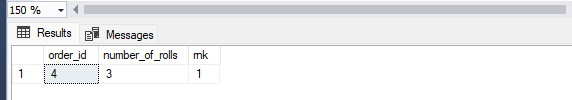 150 %
Results Messages
order_id number_of_rolls rnk
1 4 3 1